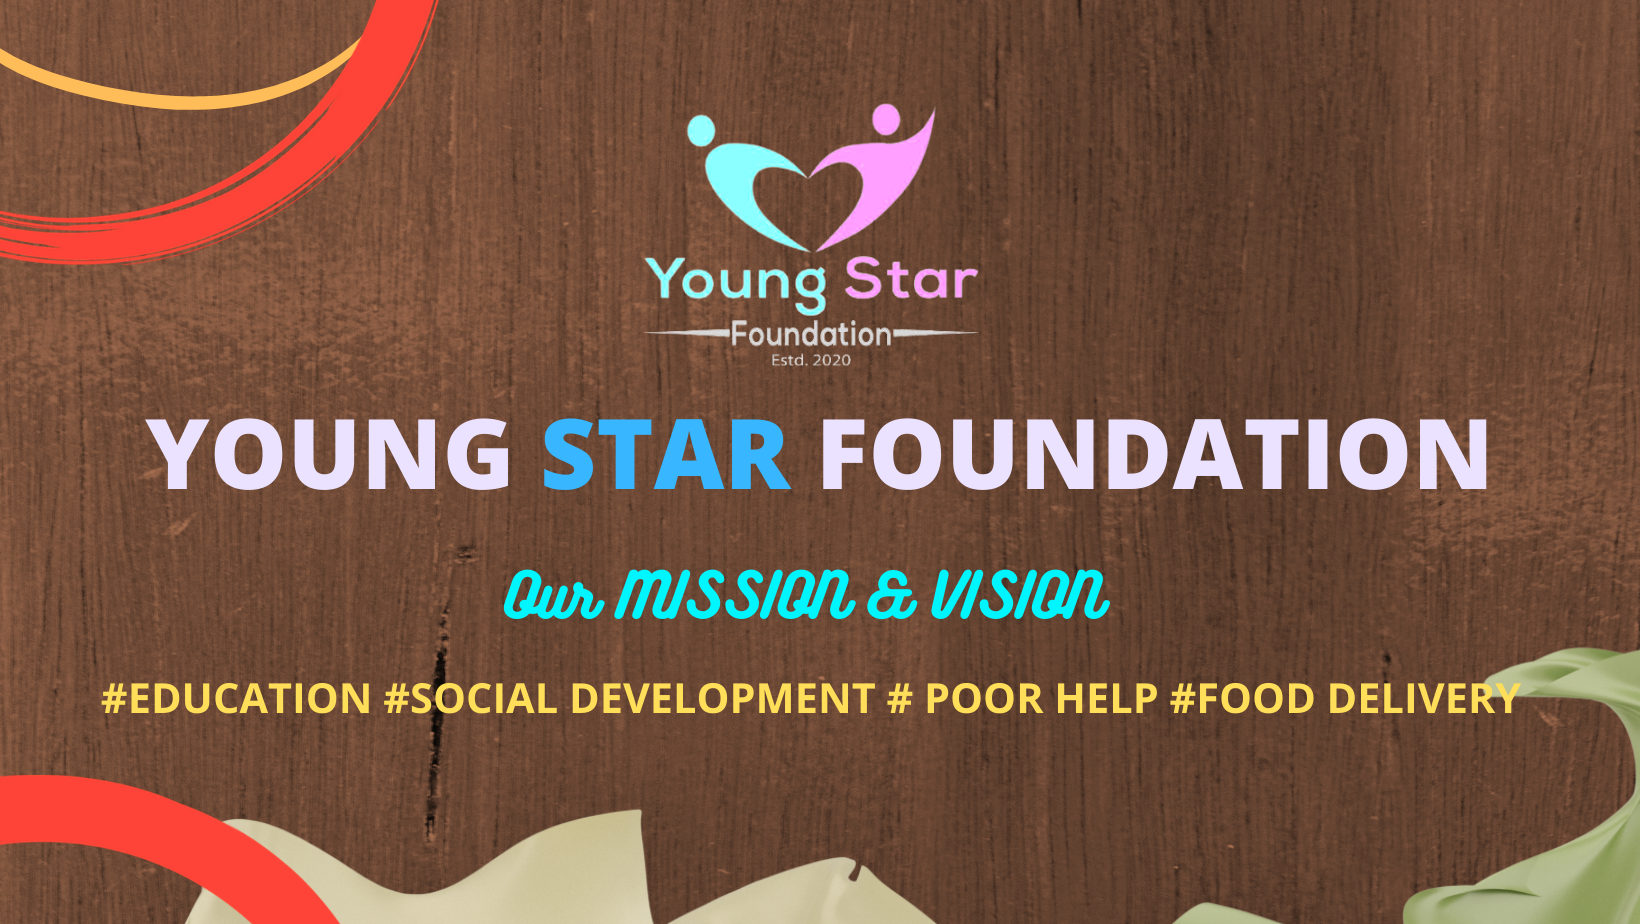 Young Star
Foundation
Estd. 2020
YOUNG STAR FOUNDATION
Our MISSION & VISION
#EDUCATION #SOCIAL DEVELOPMENT # POOR HELP #FOOD DELIVERY